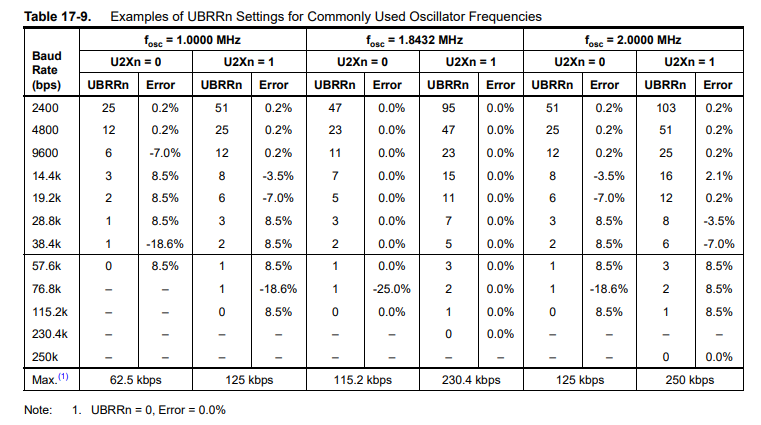 Table 17-9. Examples of UBRRn Settings for Commonly Used Oscillator Frequencies
Baud Rate (bps) fosc = 1.0000 MHz fosc = 1.8432 MHz fosc = 2.0000 MHz
U2Xn = 0 U2Xn = 1 U2Xn = 0 U2Xn = 1 U2Xn = 0 U2Xn = 1
UBRRn Error UBRRn Error UBRRn Error UBRRn Error UBRRn Error UBRRn Error
2400 25 0.2% 51 0.2% 47 0.0% 95 0.0% 51 0.2% 103 0.2%
4800 12 0.2% 25 0.2% 23 0.0% 47 0.0% 25 0.2% 51 0.2%
9600 6 -7.0% 12 0.2% 11 0.0% 23 0.0% 12 0.2% 25 0.2%
14.4k 3 8.5% 8 -3.5% 7 0.0% 15 0.0% 8 -3.5% 16 2.1%
19.2k 2 8.5% 6 -7.0% 5 0.0% 11 0.0% 6 -7.0% 12 0.2%
28.8k 1 8.5% 3 8.5% 3 0.0% 7 0.0% 3 8.5% 8 -3.5%
38.4k 1 -18.6% 2 8.5% 2 0.0% 5 0.0% 2 8.5% 6 -7.0%
57.6k 0 8.5% 1 8.5% 1 0.0% 3 0.0% 1 8.5% 3 8.5%
76.8k – – 1 -18.6% 1 -25.0% 2 0.0% 1 -18.6% 2 8.5%
115.2k – – 0 8.5% 0 0.0% 1 0.0% 0 8.5% 1 8.5%
230.4k – – – – – – 0 0.0% – – – –
250k – – – – – – – – – – 0 0.0%
Max.(1) 62.5 kbps 125 kbps 115.2 kbps 230.4 kbps 125 kbps 250 kbps
Note: 1. UBRRn = 0, Error = 0.0%